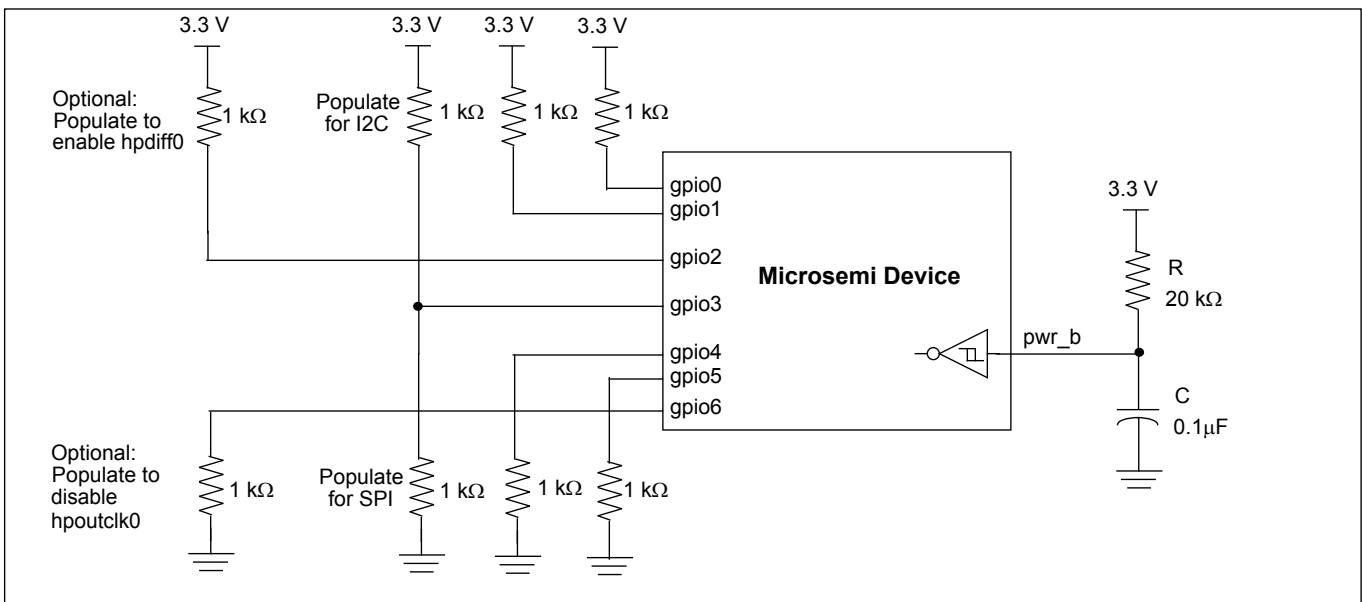 3.3 V
3.3 V
3.3 V
3.3 V
Optional:
Populate to
enable hpdiff0
1 kΩ
Populate
for I2C
1 kΩ
1 kΩ
1 kΩ
gpio0
gpio1
gpio2
gpio3
gpio4
gpio5
gpio6
Microsemi Device
pwr_b
3.3 V
R
20 kΩ
C
0.1μF
Optional:
Populate to
disable
hpoutclk0
1 kΩ
Populate
for SPI
1 kΩ
1 kΩ
1 kΩ